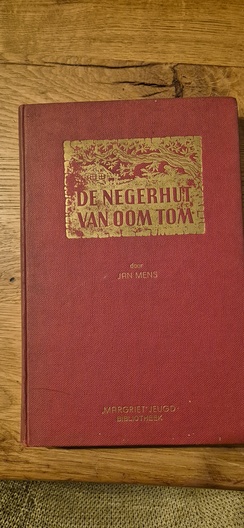 DE NEGERHUT
VAN OOM TOM
door
JAN MENS
„MARGRIET" JEUGD-
BIBLIOTHEEK